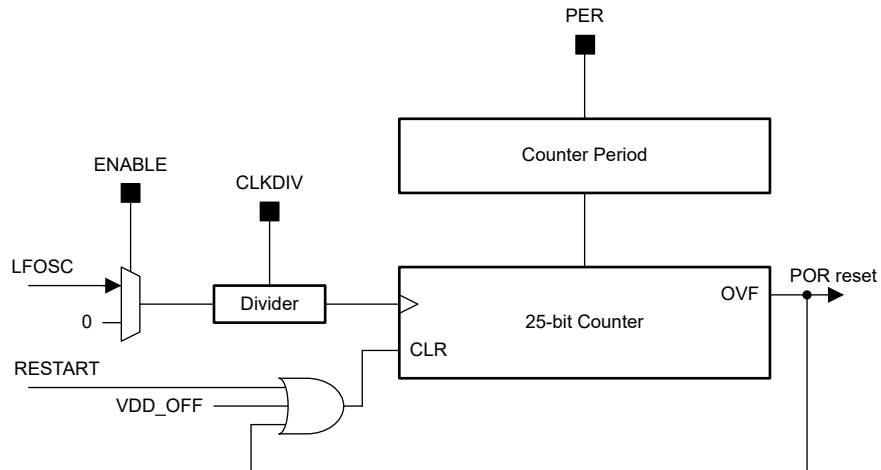 PER
Counter Period
ENABLE
CLKDIV
LFOSC
0
Divider
25-bit Counter
OVF
POR reset
CLR
RESTART
VDD_OFF